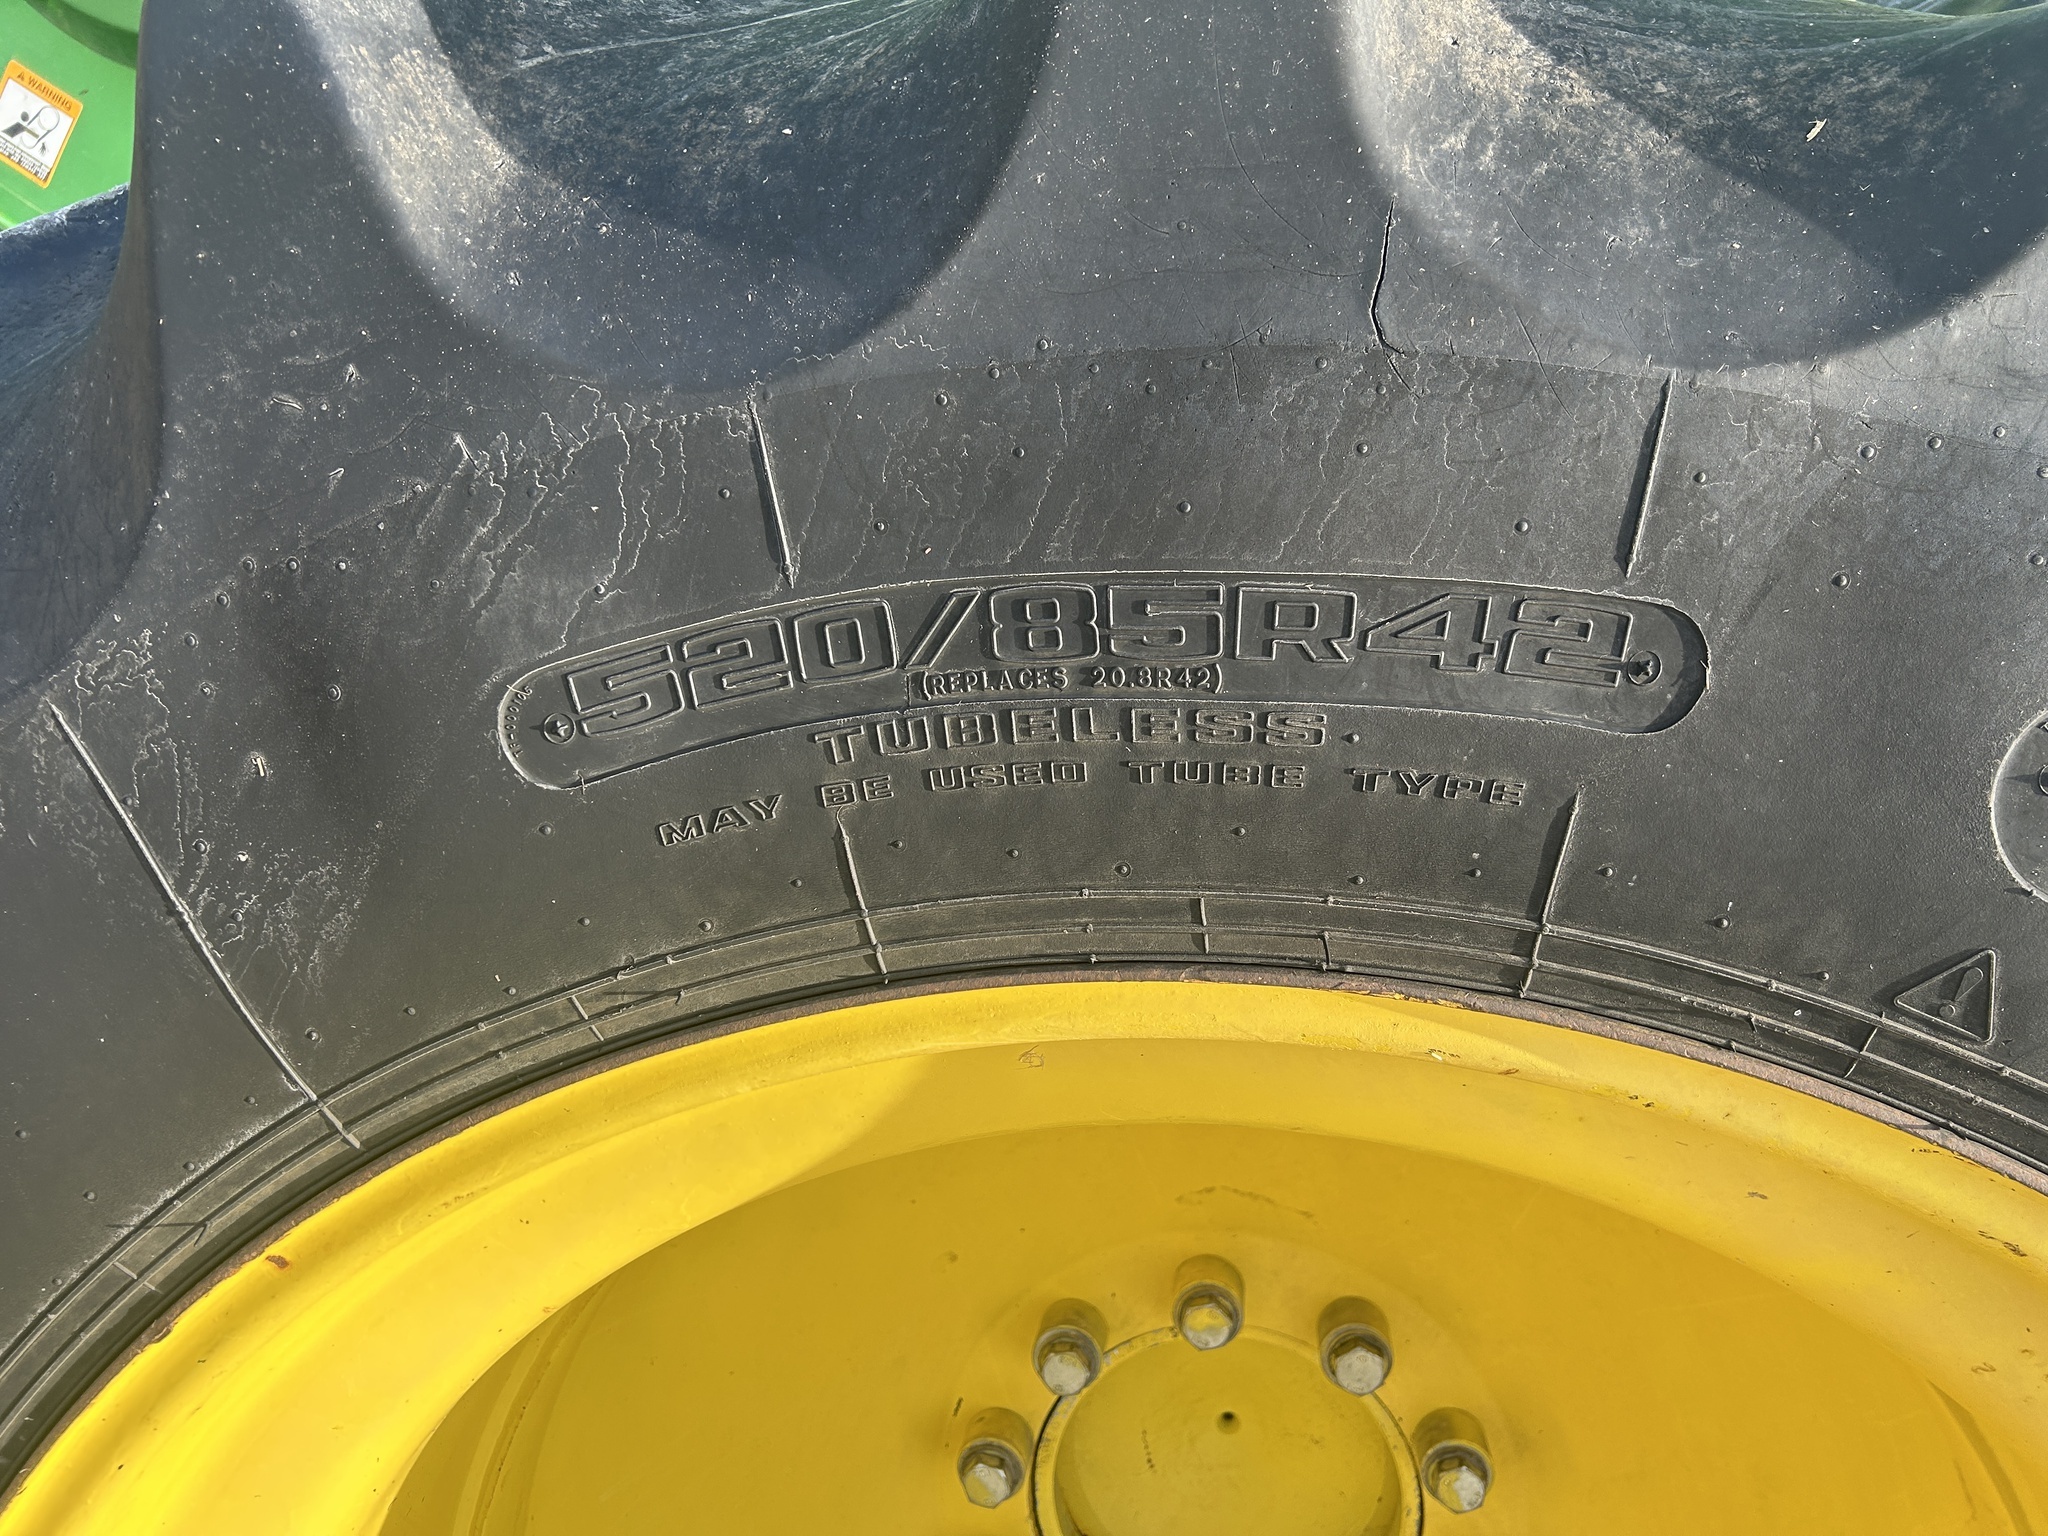 WARNING
520/85R42
(REPLACES 20.8R42)
TUBELESS
MAY BE USED TUBE TYPE